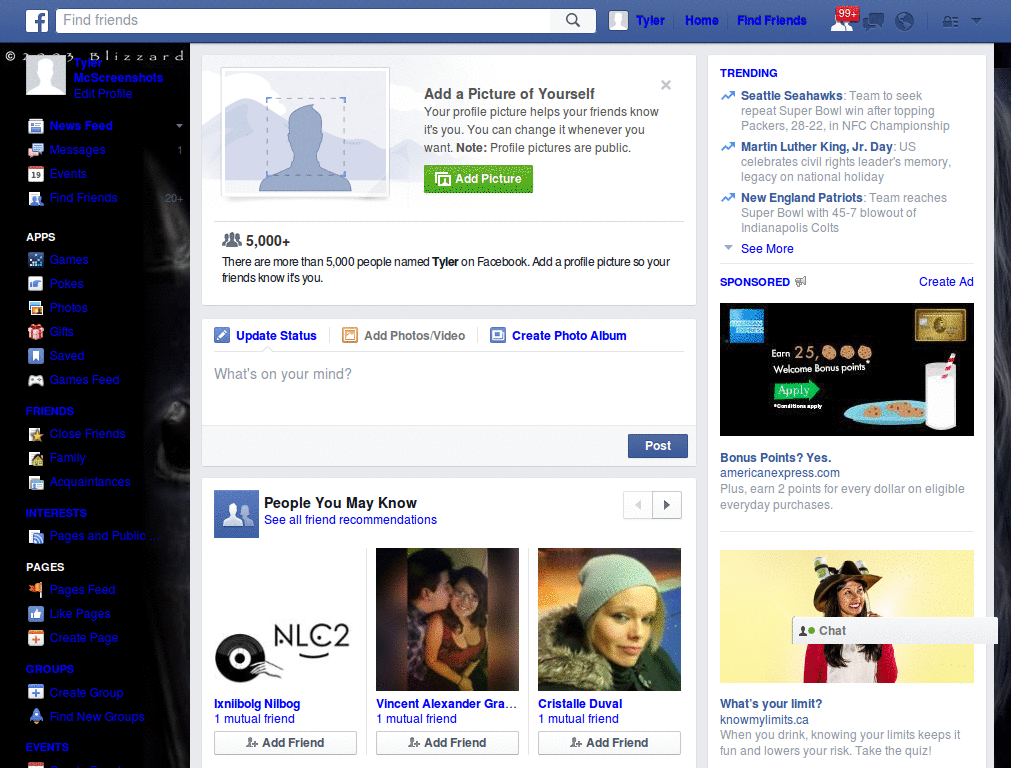 Find friends
Tyler
Home
Find Friends
99+
© 2003 Blizzard
Tyler
McScreenshots
Edit Profile
News Feed
Messages 1
19 Events
Find Friends 20+
APPS
Games
Pokes
Photos
Gifts
Saved
Games Feed
FRIENDS
Close Friends
Family
Acquaintances
INTERESTS
Pages and Public ...
PAGES
Pages Feed
Like Pages
Create Page
GROUPS
Create Group
Find New Groups
EVENTS
Add a Picture of Yourself
Your profile picture helps your friends know
it's you. You can change it whenever you
want. Note: Profile pictures are public.
Add Picture
5,000+
There are more than 5,000 people named Tyler on Facebook. Add a profile picture so your
friends know it's you.
Update Status
Add Photos/Video
Create Photo Album
What's on your mind?
Post
People You May Know
See all friend recommendations
NLC2
Ixniibolg Nilbog
1 mutual friend
Add Friend
Vincent Alexander Gra...
1 mutual friend
Add Friend
Cristalle Duval
1 mutual friend
Add Friend
TRENDING
Seattle Seahawks: Team to seek
repeat Super Bowl win after topping
Packers, 28-22, in NFC Championship
Martin Luther King, Jr. Day: US
celebrates civil rights leader's memory,
legacy on national holiday
New England Patriots: Team reaches
Super Bowl with 45-7 blowout of
Indianapolis Colts
See More
SPONSORED
Create Ad
AMERICAN EXPRESS
Earn 25,
Welcome Bonus points*
Apply
*Conditions apply
Bonus Points? Yes.
americanexpress.com
Plus, earn 2 points for every dollar on eligible
everyday purchases.
Chat
What's your limit?
knowmylimits.ca
When you drink, knowing your limits keeps it
fun and lowers your risk. Take the quiz!